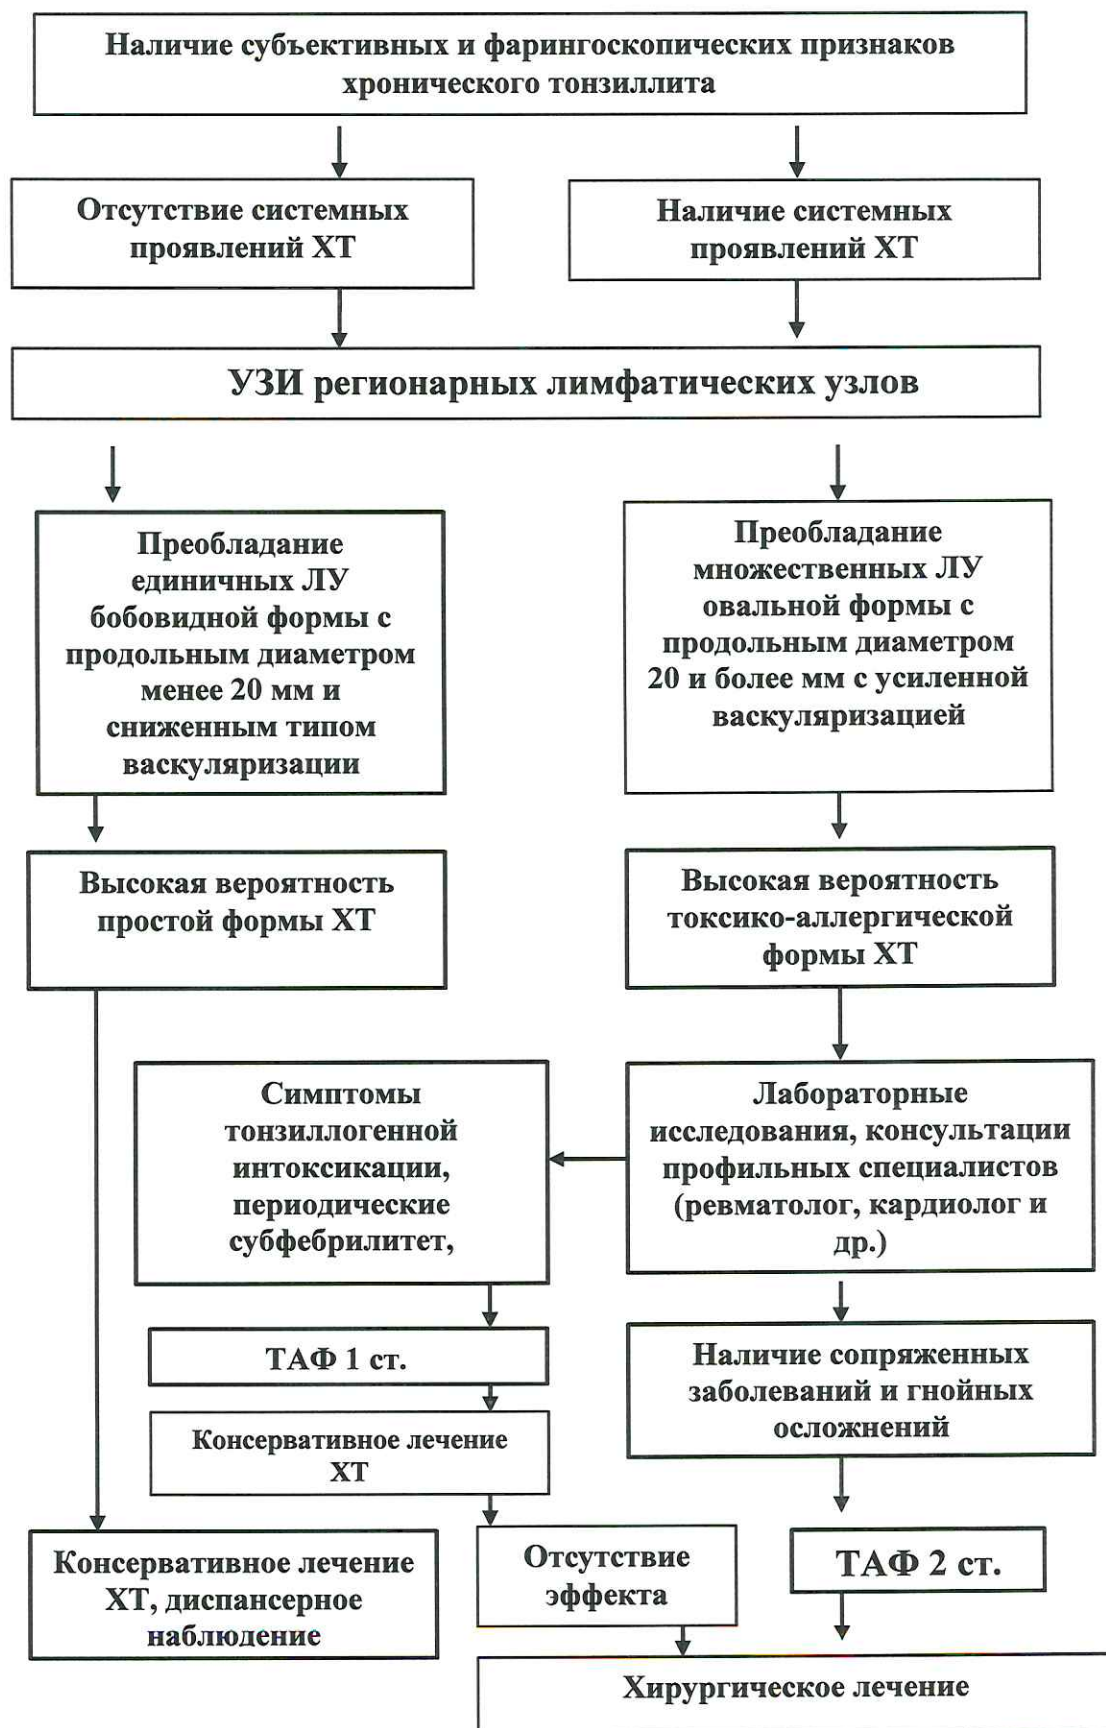 Наличие субъективных и фарингоскопических признаков
хронического тонзиллита
Отсутствие системных
проявлений ХТ
Наличие системных
проявлений ХТ
УЗИ регионарных лимфатических узлов
Преобладание
единичных ЛУ
бобовидной формы с
продольным диаметром
менее 20 мм и
сниженным типом
васкуляризации
Преобладание
множественных ЛУ
овальной формы с
продольным диаметром
20 и более мм с усиленной
васкуляризацией
Высокая вероятность
простой формы ХТ
Высокая вероятность
токсико-аллергической
формы ХТ
Симптомы
тонзиллогенной
интоксикации,
периодические
субфебрилитет,
Лабораторные
исследования, консультации
профильных специалистов
(ревматолог, кардиолог и
др.)
ТАФ 1 ст.
Наличие сопряженных
заболеваний и гнойных
осложнений
Консервативное лечение
ХТ
Консервативное лечение
ХТ, диспансерное
наблюдение
Отсутствие
эффекта
ТАФ 2 ст.
Хирургическое лечение